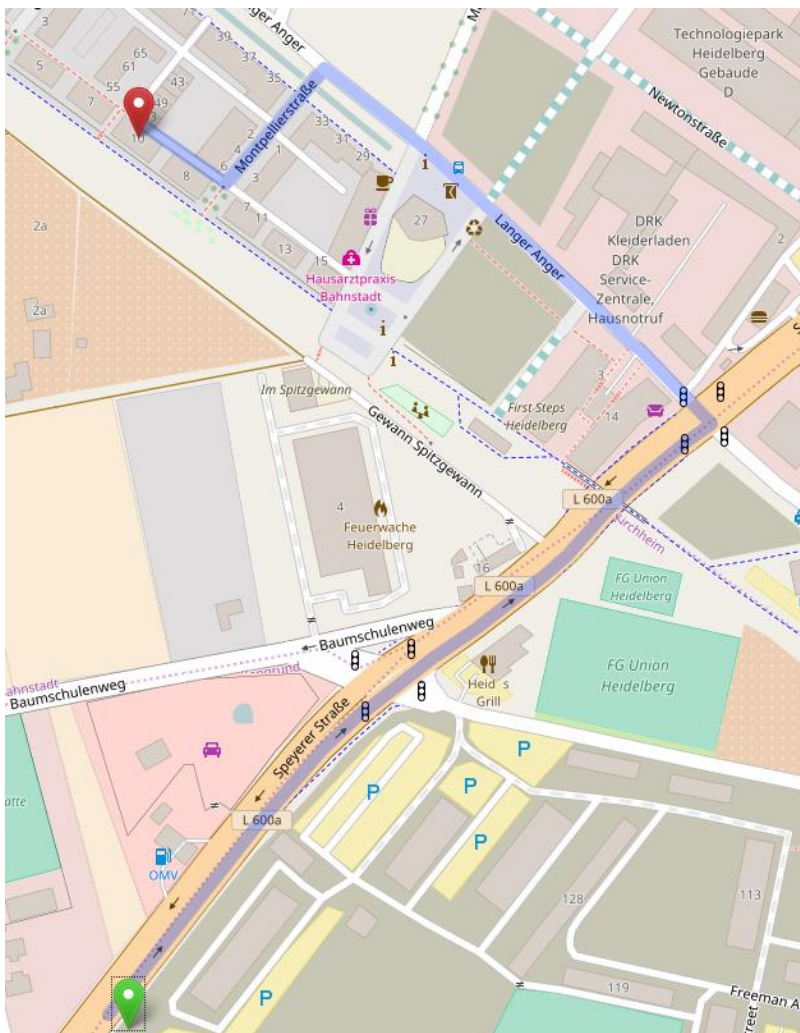 3
39
37
35
Langer Anger
65
61
55
43
49
5
7
10
8
6
4
2
Montpellierstraße
33
31
29
1
3
7
11
13
15
27
Technologiepark
Heidelberg
Gebäude
D
Newtonstraße
Langer Anger
DRK
Kleiderladen
DRK
Service-
Zentrale,
Hausnotruf
2
2a
2a
Hausarztpraxis
Bahnstadt
Im Spitzgewann
Gewann Spitzgewann
First Steps
Heidelberg
3
14
L 600a
Kirchheim
4
Feuerwache
Heidelberg
16
L 600a
FG Union
Heidelberg
FG Union
Heidelberg
Baumschulenweg
Baumschulenweg
Heid s
Grill
Speyerer Straße
P
P
P
P
L 600a
OMV
128
113
119
Freeman A